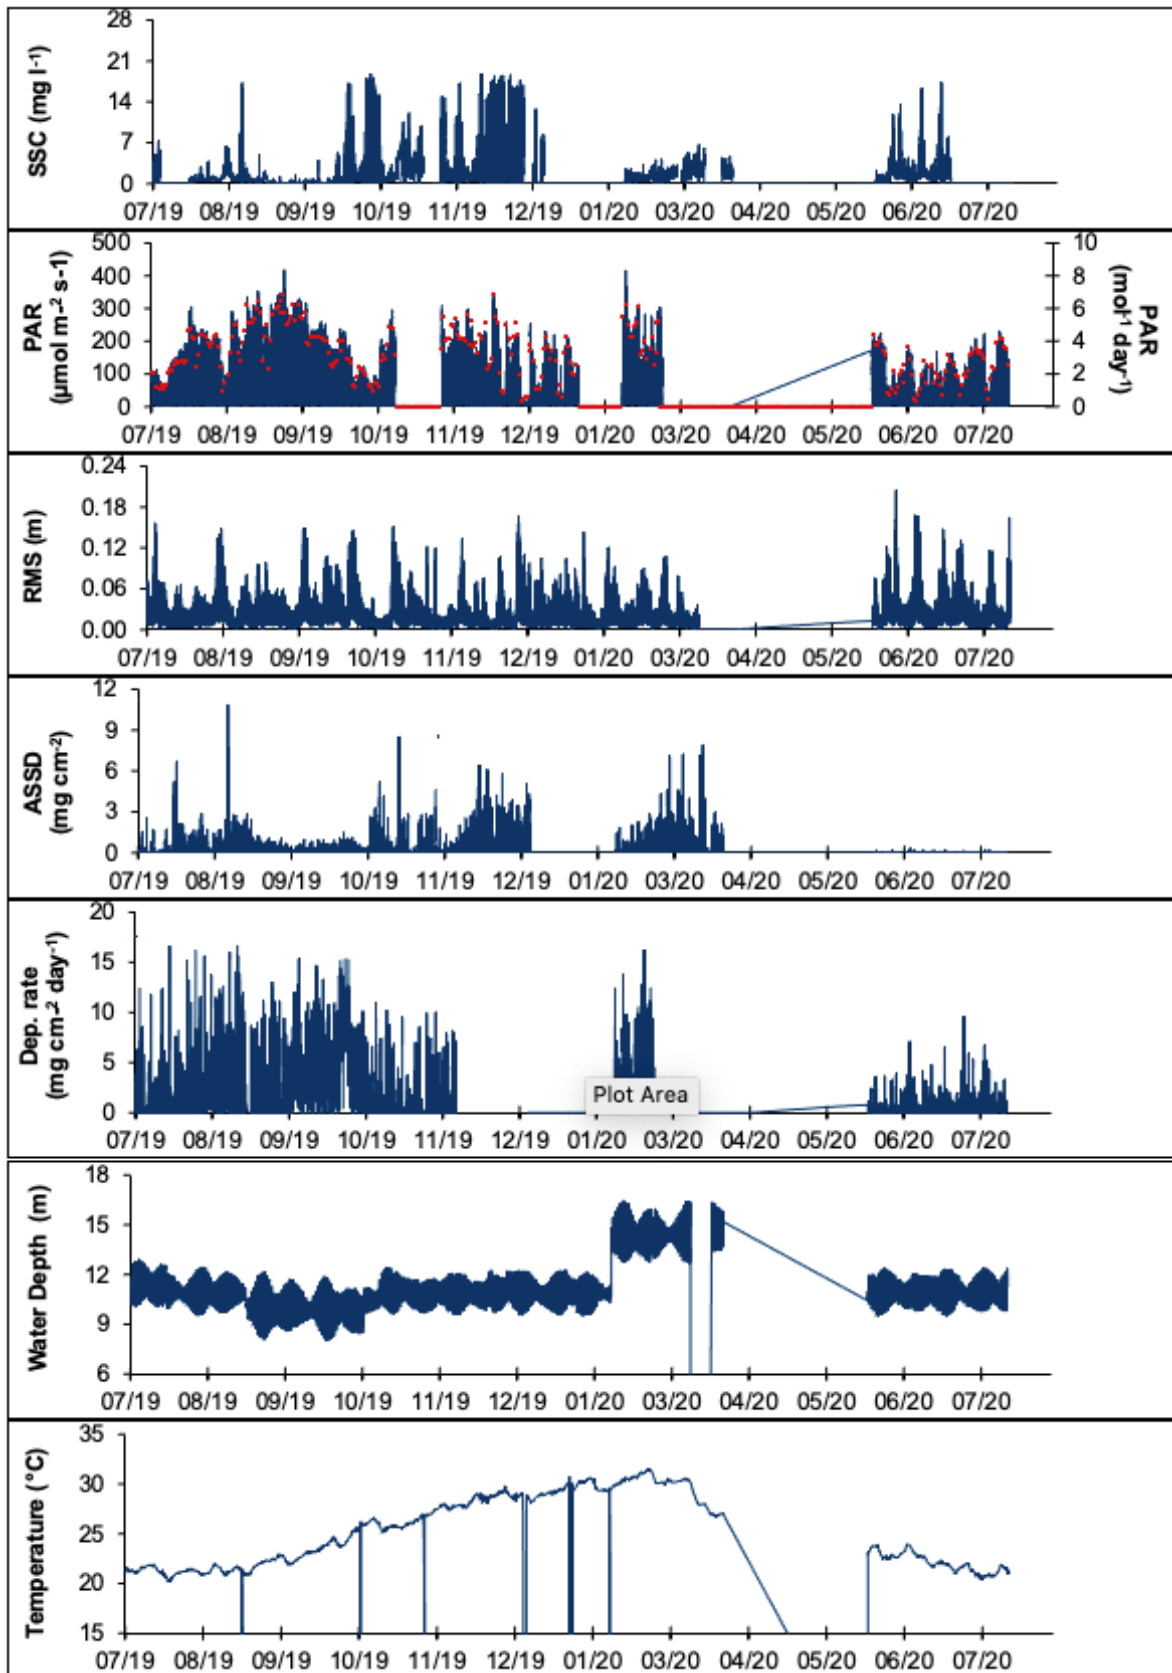 28
21
14
7
0
SSC (mg l⁻¹)
07/19 08/19 09/19 10/19 11/19 12/19 01/20 03/20 04/20 05/20 06/20 07/20
500
400
300
200
100
0
PAR
(µmol m⁻² s-1)
10
8
6
4
2
0
PAR
(mol⁻¹ day⁻¹)
07/19 08/19 09/19 10/19 11/19 12/19 01/20 03/20 04/20 05/20 06/20 07/20
0.24
0.18
0.12
0.06
0.00
RMS (m)
07/19 08/19 09/19 10/19 11/19 12/19 01/20 03/20 04/20 05/20 06/20 07/20
12
9
6
3
0
ASSD
(mg cm⁻²)
07/19 08/19 09/19 10/19 11/19 12/19 01/20 03/20 04/20 05/20 06/20 07/20
20
15
10
5
0
Dep. rate
(mg cm⁻² day⁻¹)
Plot Area
07/19 08/19 09/19 10/19 11/19 12/19 01/20 03/20 04/20 05/20 06/20 07/20
18
15
12
9
6
Water Depth (m)
07/19 08/19 09/19 10/19 11/19 12/19 01/20 03/20 04/20 05/20 06/20 07/20
35
30
25
20
15
Temperature (°C)
07/19 08/19 09/19 10/19 11/19 12/19 01/20 03/20 04/20 05/20 06/20 07/20